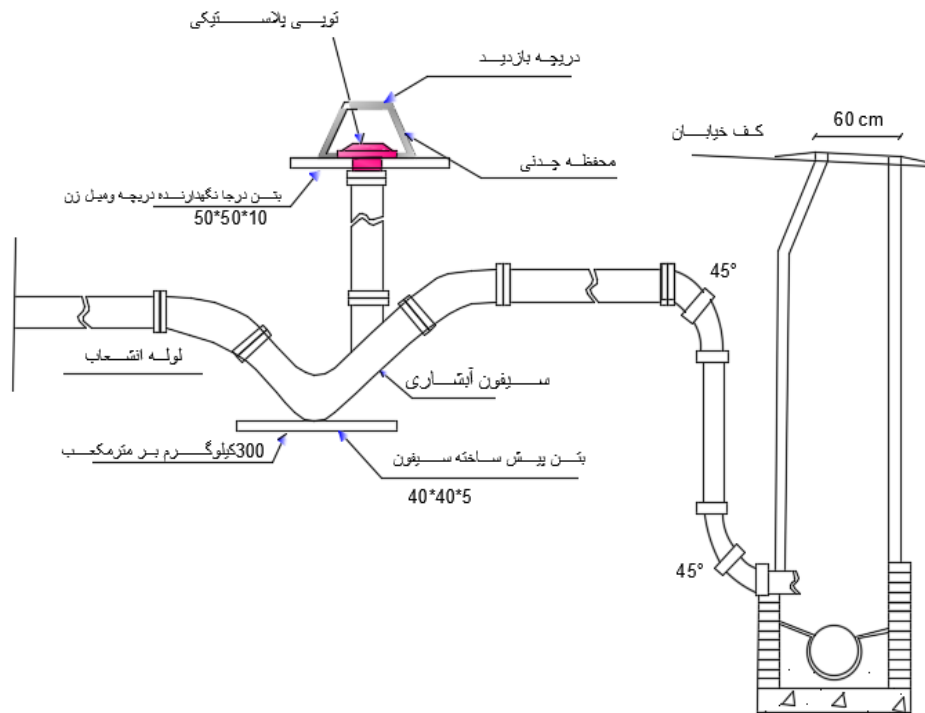 توپی پلاستیکی
دریچه بازدید
60 cm
کف خیابان
محفظه چدنی
بتن درجا نگهدارنده دریچه ومیل زن
50*50*10
45°
لوله انشعاب
سیفون آبشاری
300کیلوگرم بر مترمکعب
بتن پیش ساخته سیفون
40*40*5
45°